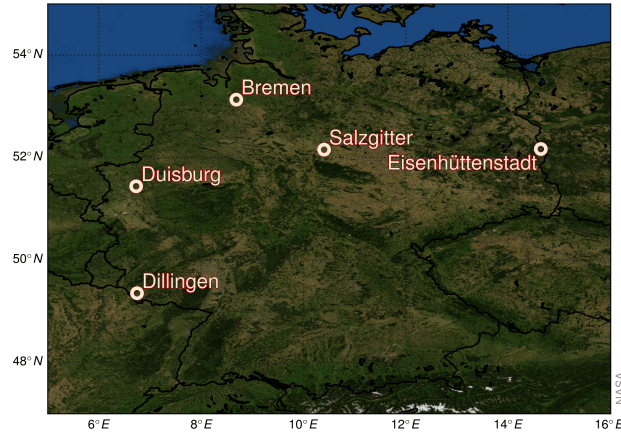 54°N
Bremen
Salzgitter
52°N
Eisenhüttenstadt
Duisburg
50°N
Dillingen
48°N
NASA
6°E
8°E
10°E
12°E
14°E
16°E